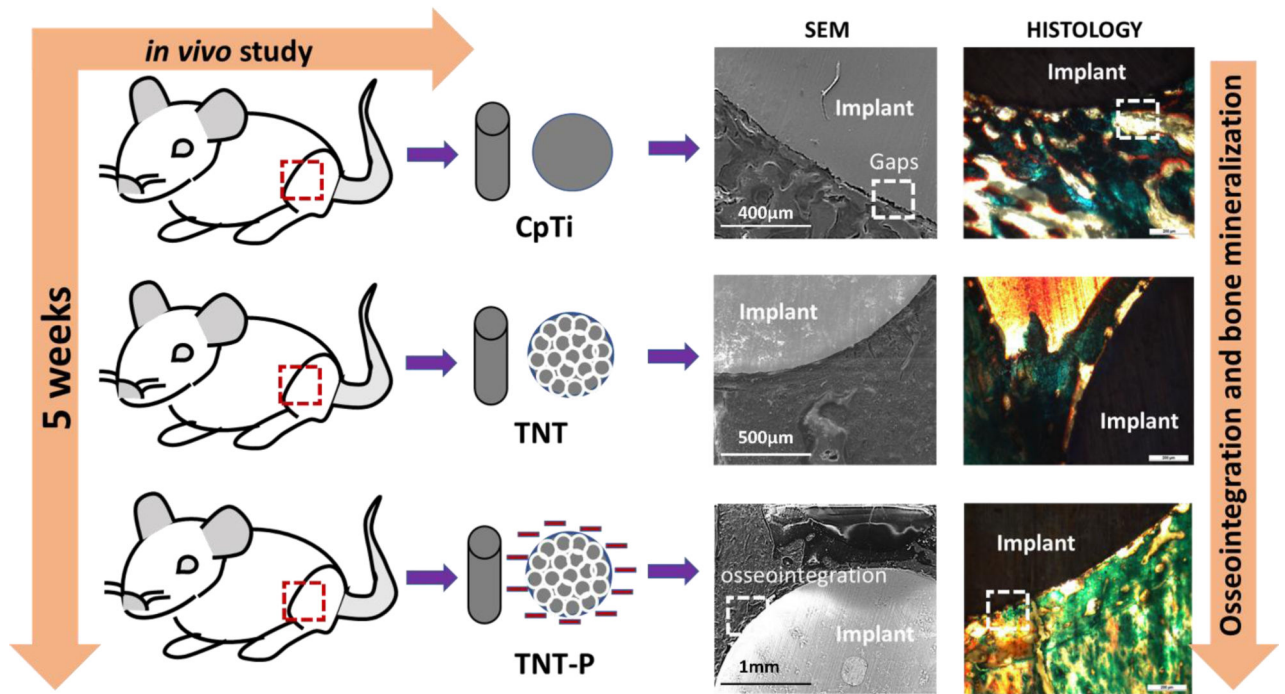 in vivo study
5 weeks
SEM
HISTOLOGY
CpTi
Implant
Gaps
400µm
Implant
TNT
Implant
500µm
Implant
TNT-P
osseointegration
Implant
1mm
Implant
Osseointegration and bone mineralization